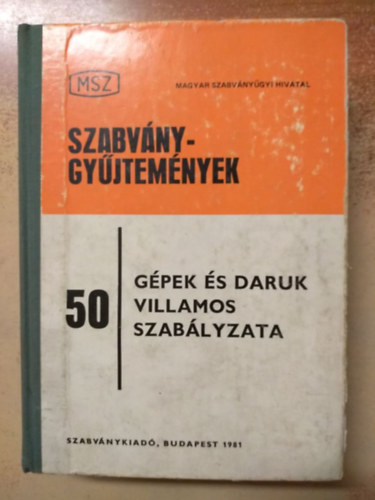 MSZ
MAGYAR SZABVÁNYÜGYI HIVATAL
SZABVÁNY-
GYŰJTEMÉNYEK
50
GÉPEK ÉS DARUK
VILLAMOS
SZABÁLYZATA
SZABVÁNYKIADÓ, BUDAPEST 1981